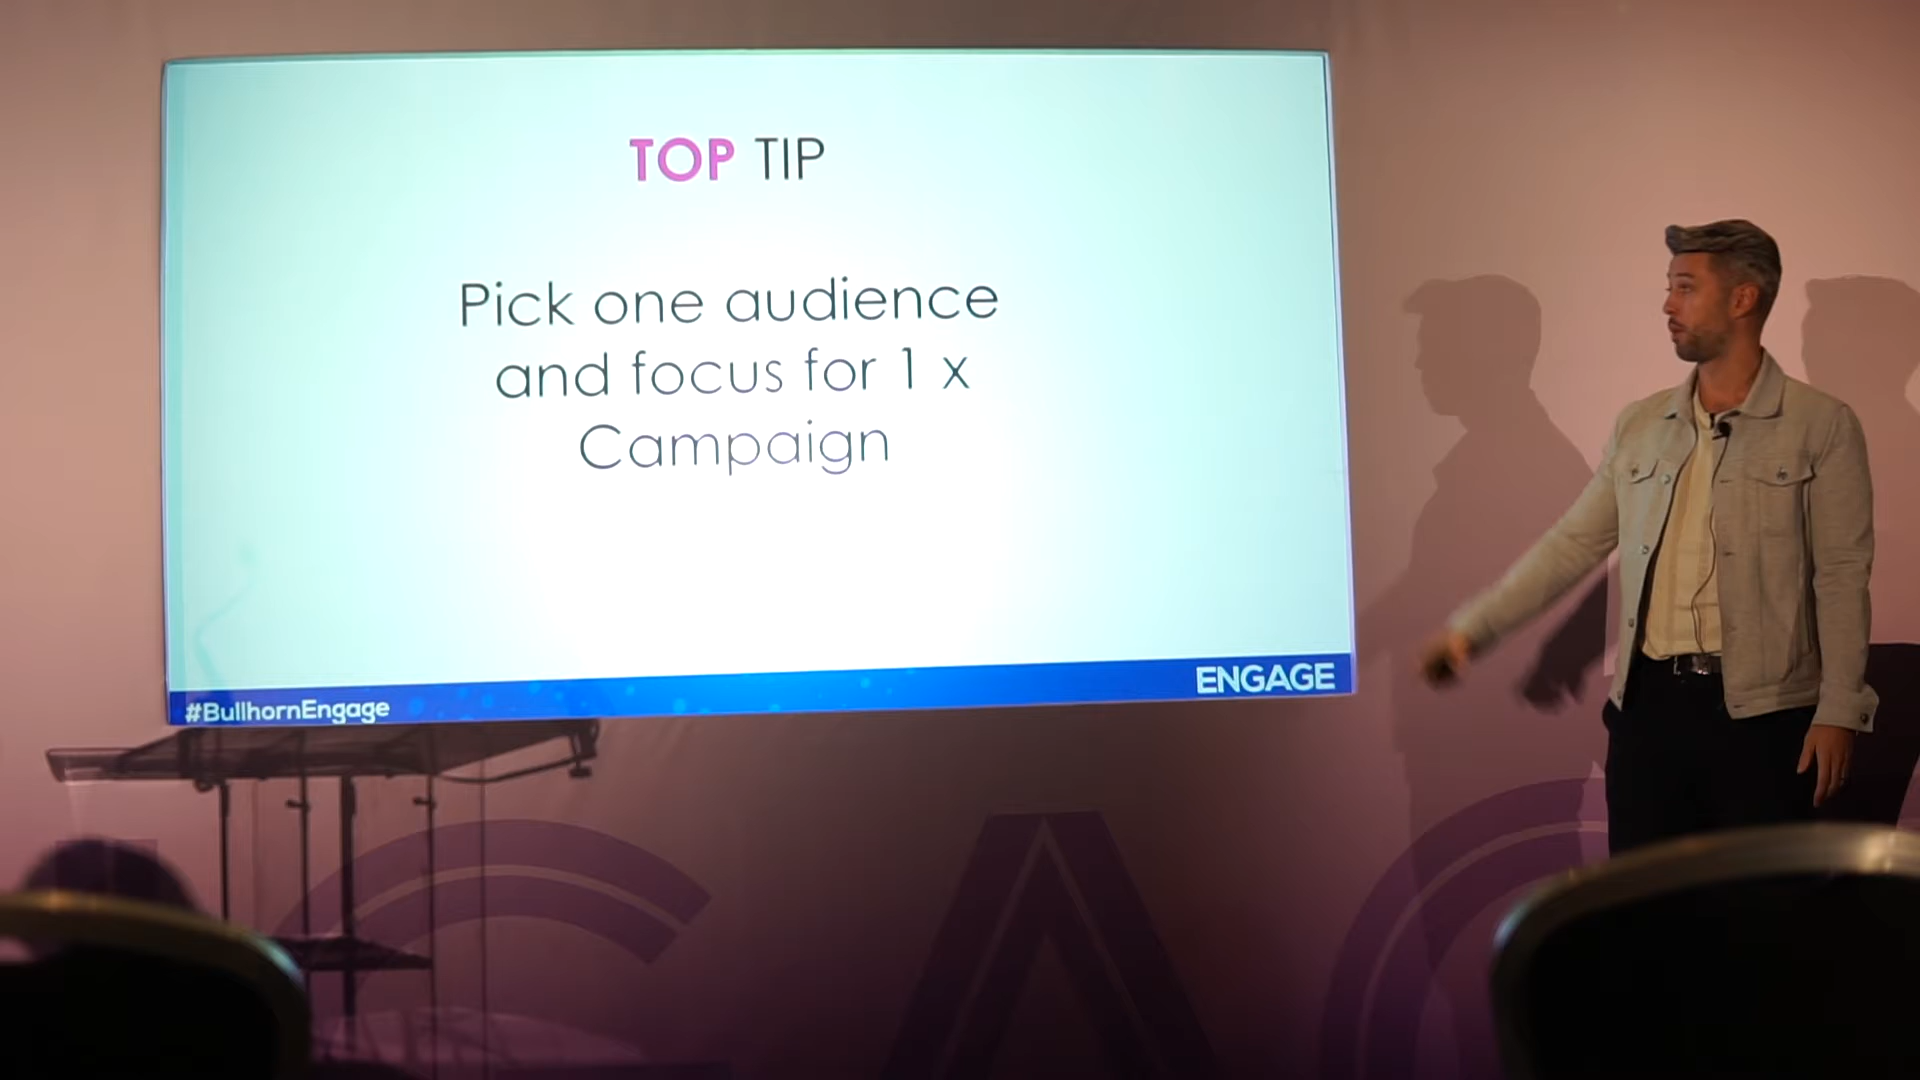 TOP TIP
Pick one audience
and focus for 1 x
Campaign
#BullhornEngage
ENGAGE